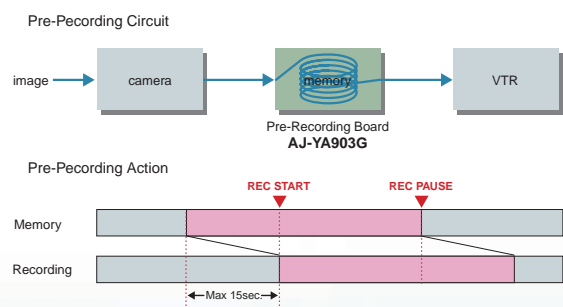 Pre-Pecording Circuit
image
camera
memory
VTR
Pre-Recording Board
AJ-YA903G
Pre-Pecording Action
REC START
REC PAUSE
Memory
Recording
Max 15sec.